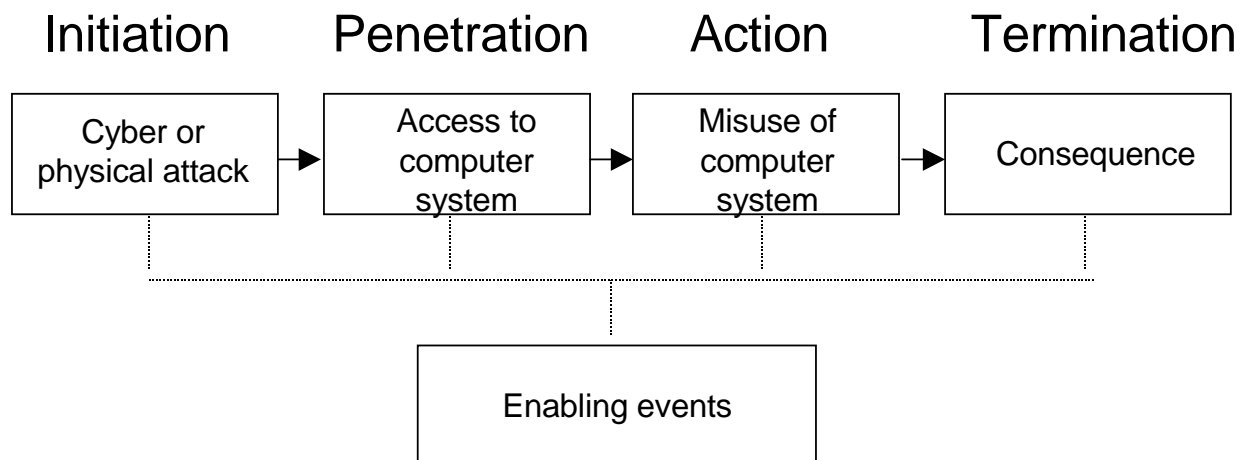 Initiation Penetration Action Termination
Cyber or
physical attack
Access to
computer
system
Misuse of
computer
system
Consequence
Enabling events